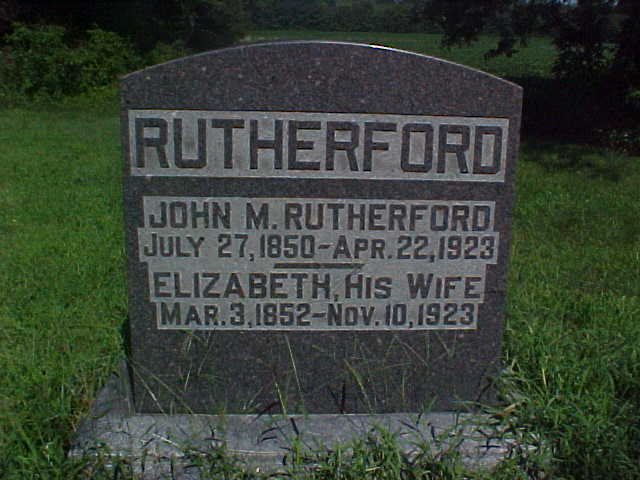 RUTHERFORD
JOHN M. RUTHERFORD
JULY 27, 1850-APR. 22, 1923
ELIZABETH, HIS WIFE
MAR. 3, 1852-NOV. 10, 1923